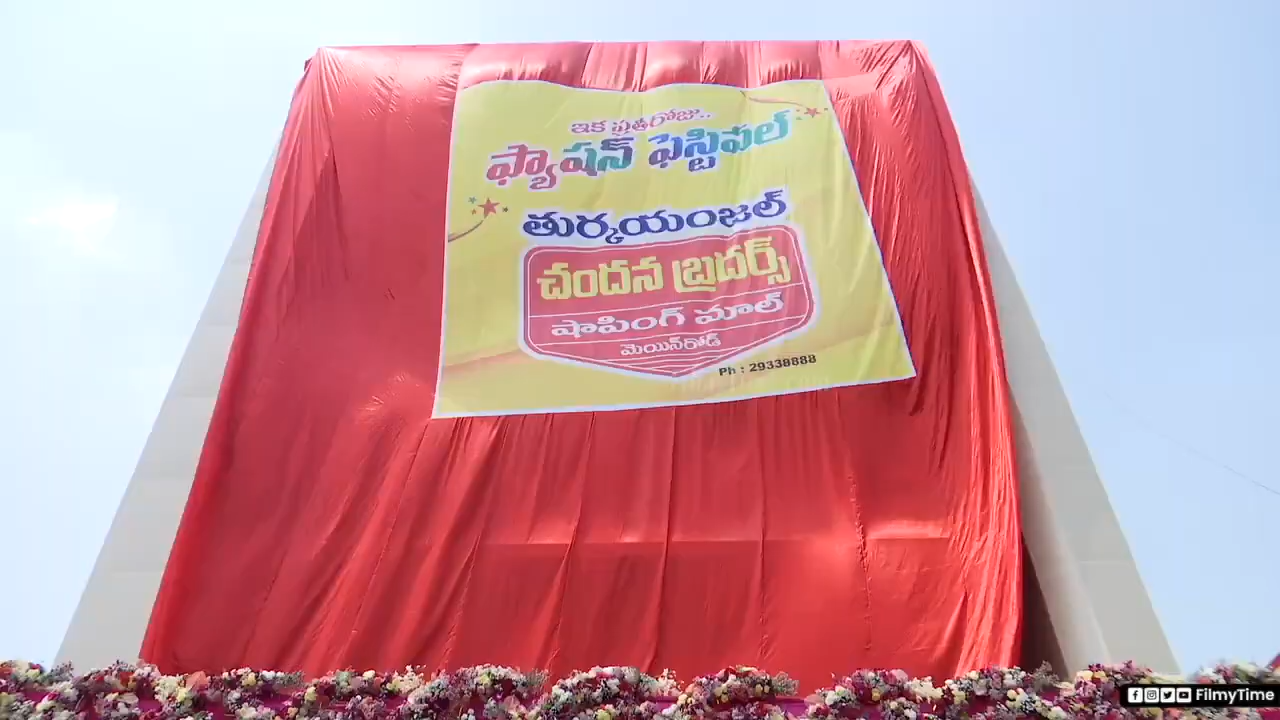 ఇక ప్రతిరోజు..
ఫ్యాషన్ ఫెస్టివల్
తుర్కయంజల్
చందన బ్రదర్స్
షాపింగ్ మాల్
మెయిన్‌రోడ్
Ph : 29338888
FilmyTime